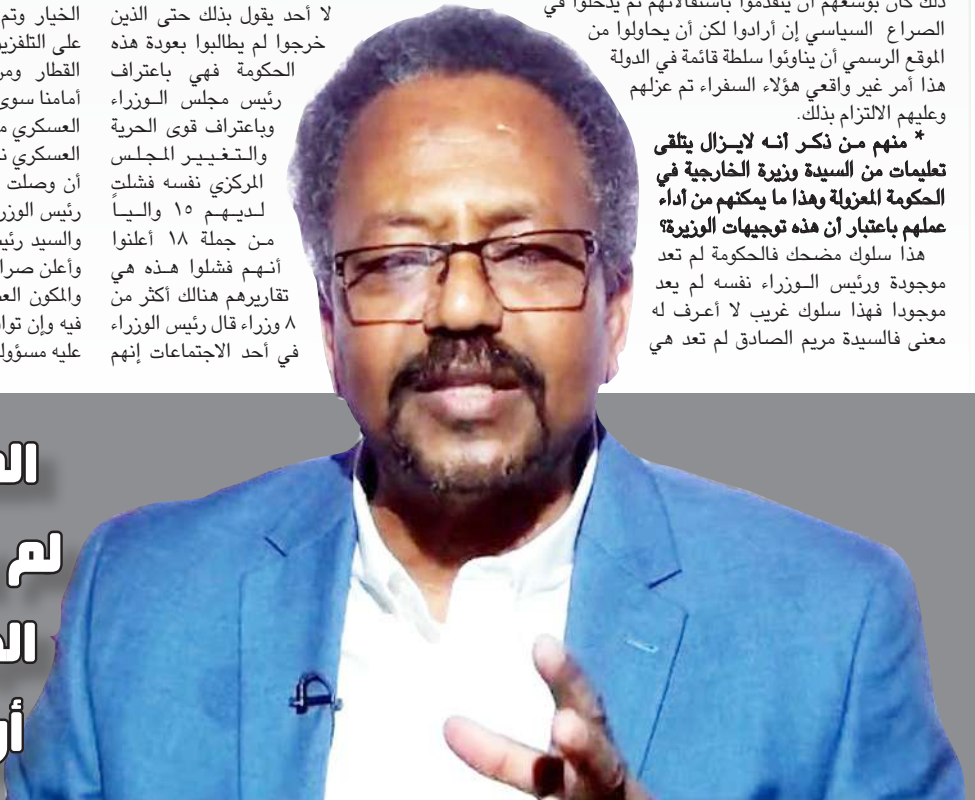 ذلك كان بوسعهم أن يتقدموا باستقالاتهم ثم يدخلوا في
الصراع السياسي إن أرادوا لكن أن يحاولوا من
الموقع الرسمي أن يناوئوا سلطة قائمة في الدولة
هذا أمر غير واقعي هؤلاء السفراء تم عزلهم
وعليهم الالتزام بذلك.
* منهم من ذكر أنه لايزال يتلقى
تعليمات من السيدة وزيرة الخارجية في
الحكومة المعزولة وهذا ما يمكنهم من أداء
عملهم باعتبار أن هذه توجيهات الوزيرة؟
هذا سلوك مضحك فالحكومة لم تعد
موجودة ورئيس الوزراء نفسه لم يعد
موجودا فهذا سلوك غريب لا أعرف له
معنى فالسيدة مريم الصادق لم تعد هي
لا أحد يقول بذلك حتى الذين
خرجوا لم يطالبوا بعودة هذه
الحكومة فهي باعتراف
رئيس مجلس الوزراء
وباعتراف قوى الحرية
والتغيير المجلس
المركزي نفسه فشلت
لديهم ١٥ والياً
من جملة ١٨ أعلنوا
أنهم فشلوا هذه هي
تقاريرهم هنالك أكثر من
٨ وزراء قال رئيس الوزراء
في أحد الاجتماعات إنهم
الخيار وتم
على
القطار
أمامنا سوى
العسكري
العسكري
أن وصلت
رئيس
والسيد
وأعلن
والمكون
فيه وإن
عليه
لم